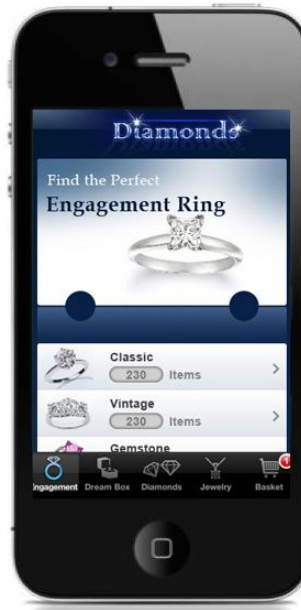 Diamonds
Find the Perfect
Engagement Ring
Classic
230 Items
Vintage
230 Items
Gemstone
1
Engagement Dream Box Diamonds Jewelry Basket